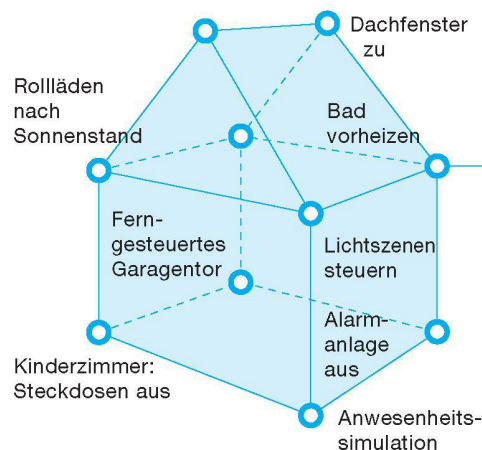 Dachfenster
zu
Rollläden
nach
Sonnenstand
Bad
vorheizen
Fern-
gesteuertes
Garagentor
Lichtszenen
steuern
Alarm-
anlage
aus
Kinderzimmer:
Steckdosen aus
Anwesenheits-
simulation